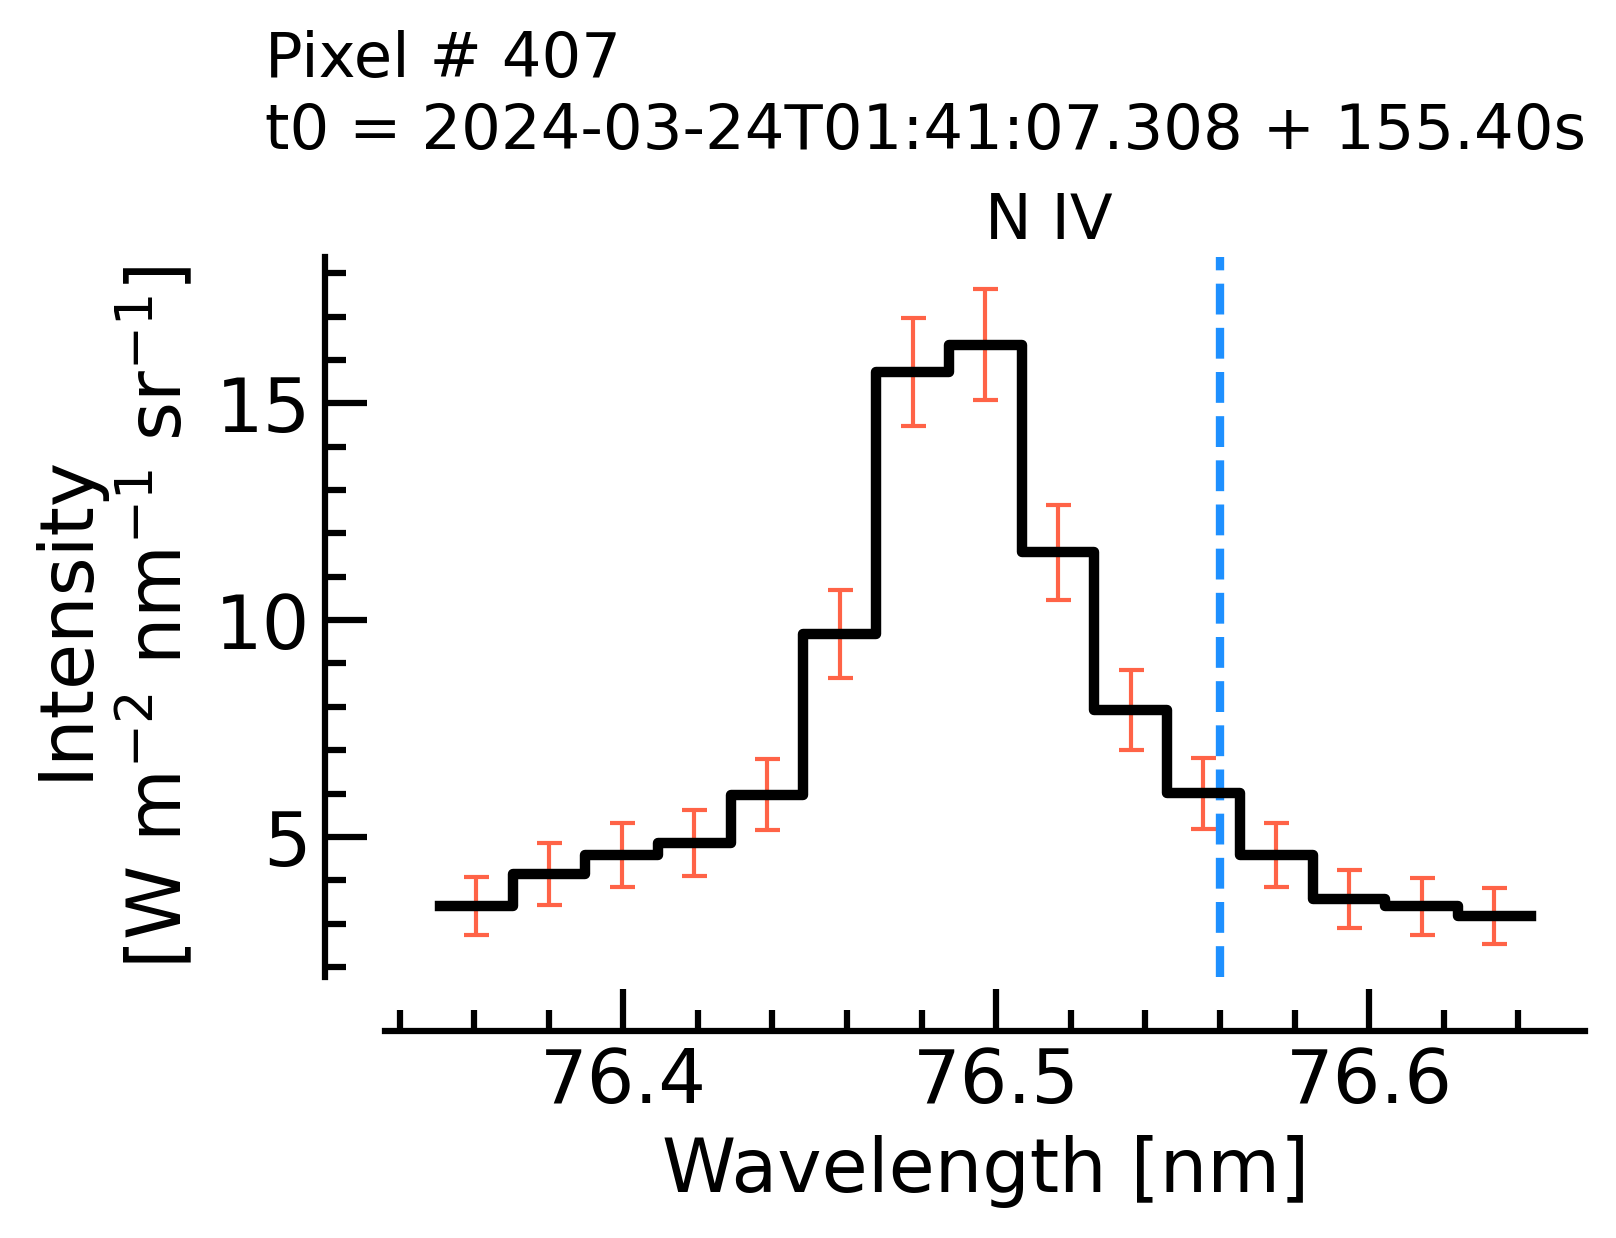 Pixel # 407
t0 = 2024-03-24T01:41:07.308 + 155.40s
N IV
Intensity
[W m⁻² nm⁻¹ sr⁻¹]
15
10
5
76.4 76.5 76.6
Wavelength [nm]